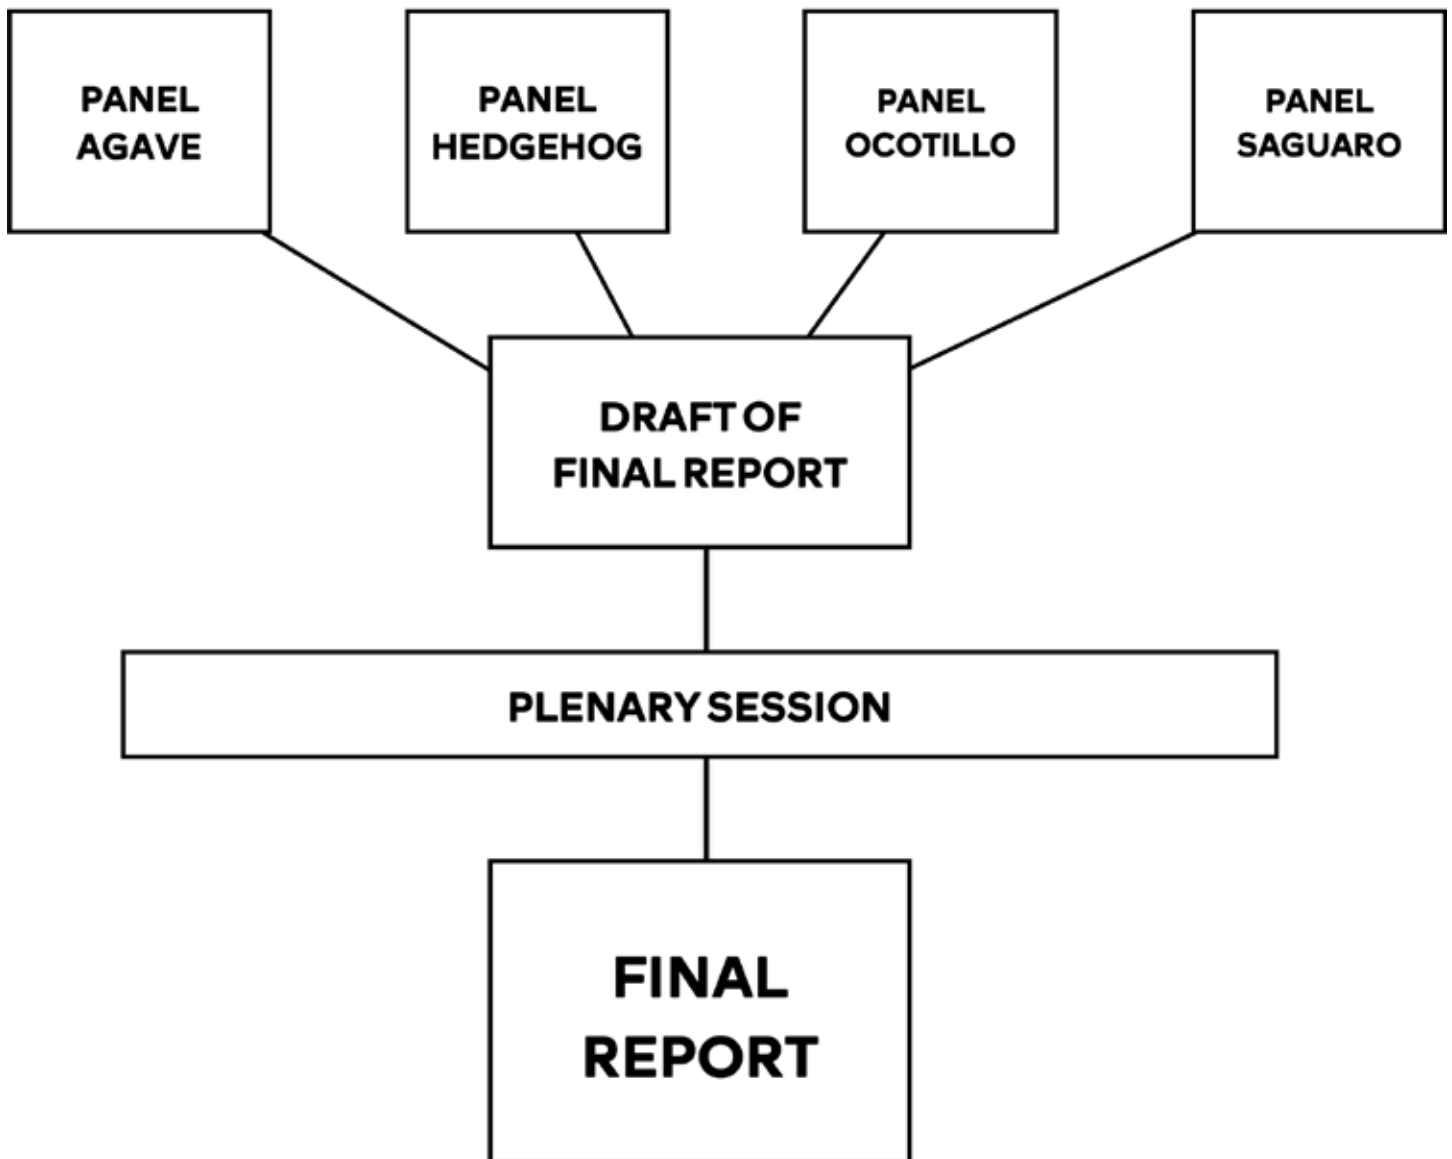 PANEL
AGAVE
PANEL
HEDGEHOG
PANEL
OCOTILLO
PANEL
SAGUARO
DRAFT OF
FINAL REPORT
PLENARY SESSION
FINAL
REPORT